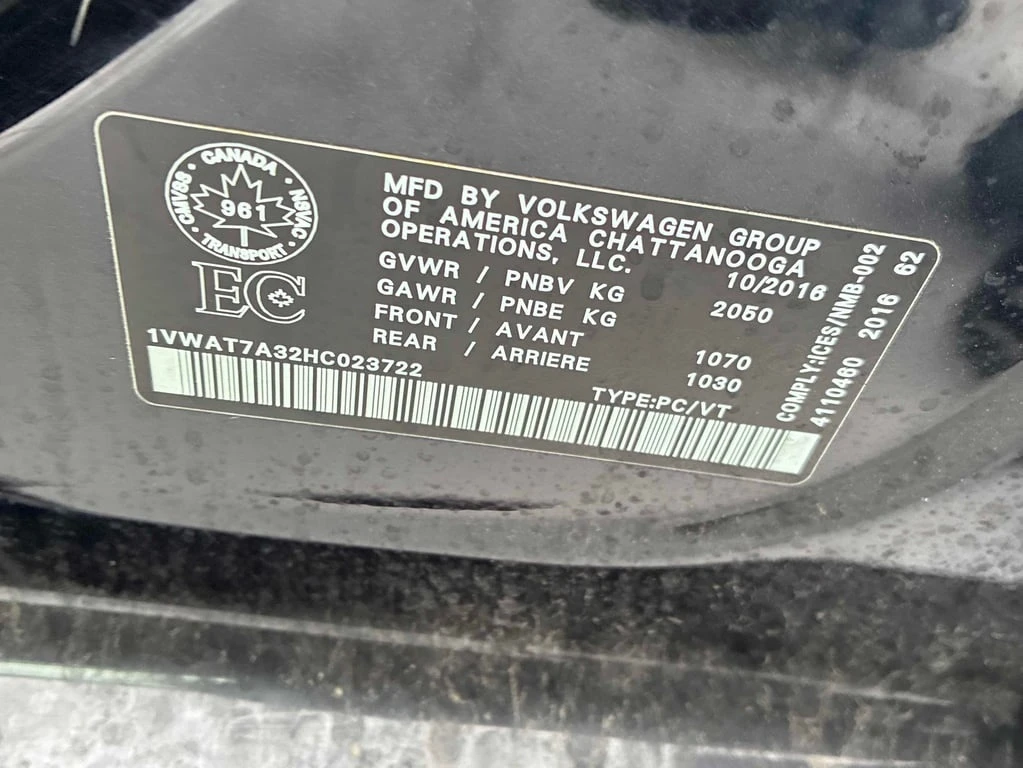 CANADA
CMVSS · NSVAC
961
TRANSPORT
EC
MFD BY VOLKSWAGEN GROUP
OF AMERICA CHATTANOOGA
OPERATIONS, LLC. 10/2016
GVWR / PNBV KG 2050
GAWR / PNBE KG
FRONT / AVANT 1070
REAR / ARRIERE 1030
1VWAT7A32HC023722
TYPE:PC/VT
COMPLY:ICES/NMB-002
4110460 2016 62